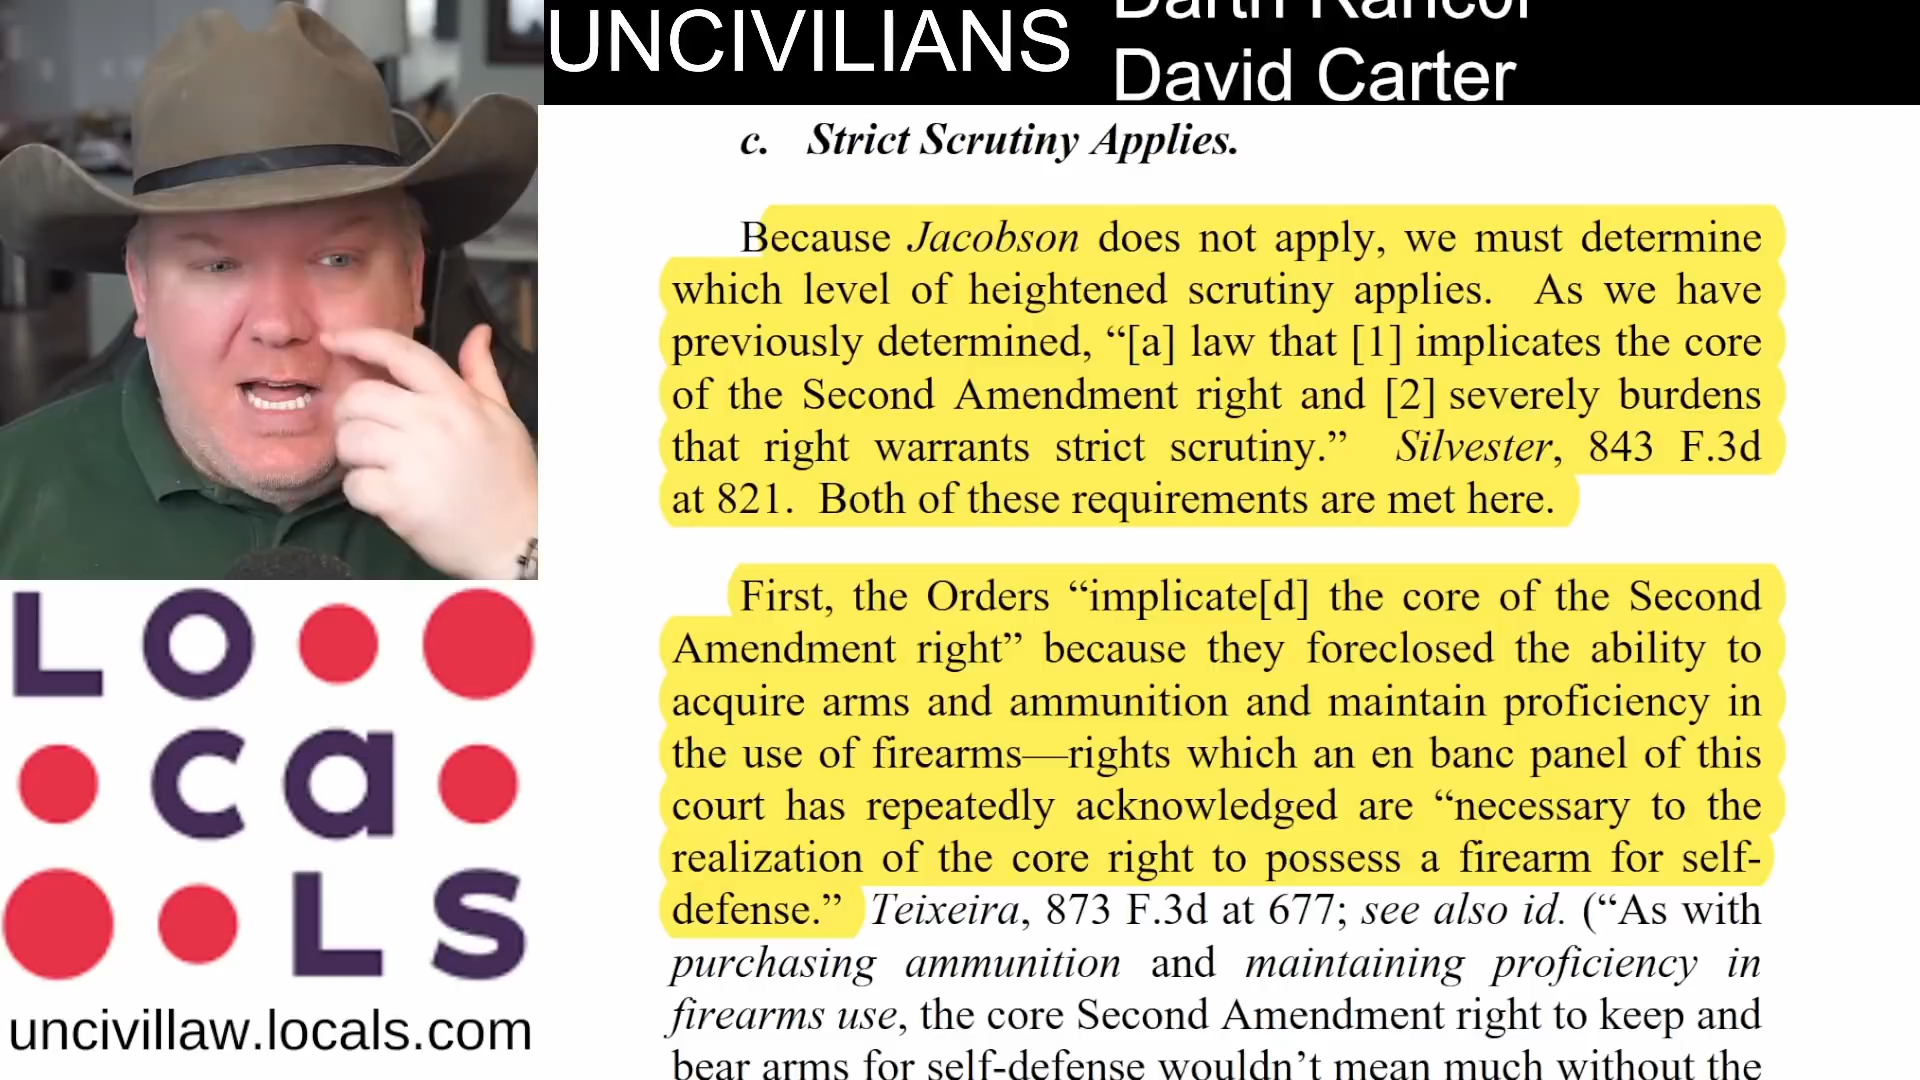 UNCIVILIANS
Darth Rancor
David Carter
c. Strict Scrutiny Applies.
Because Jacobson does not apply, we must determine
which level of heightened scrutiny applies. As we have
previously determined, “[a] law that [1] implicates the core
of the Second Amendment right and [2] severely burdens
that right warrants strict scrutiny.” Silvester, 843 F.3d
at 821. Both of these requirements are met here.
First, the Orders “implicate[d] the core of the Second
Amendment right” because they foreclosed the ability to
acquire arms and ammunition and maintain proficiency in
the use of firearms—rights which an en banc panel of this
court has repeatedly acknowledged are “necessary to the
realization of the core right to possess a firearm for self-
defense.” Teixeira, 873 F.3d at 677; see also id. (“As with
purchasing ammunition and maintaining proficiency in
firearms use, the core Second Amendment right to keep and
bear arms for self-defense wouldn’t mean much without the
LO
ca
LS
uncivillaw.locals.com